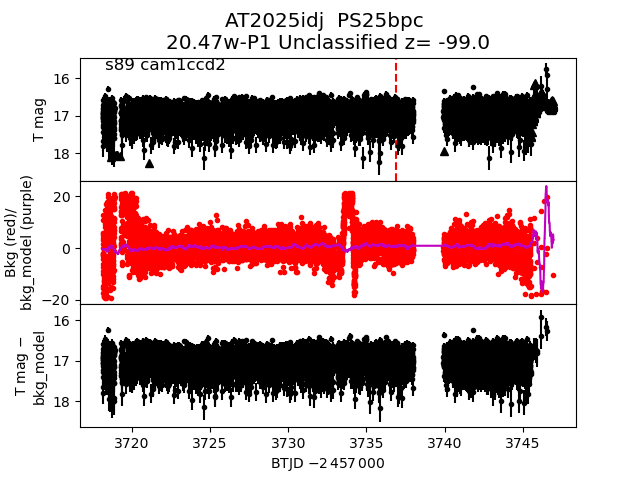 AT2025idj  PS25bpc
20.47w-P1 Unclassified z= -99.0
s89 cam1ccd2
T mag
16
17
18
Bkg (red)/
bkg_model (purple)
20
0
−20
T mag −
bkg_model
16
17
18
3720
3725
3730
3735
3740
3745
BTJD −2 457 000